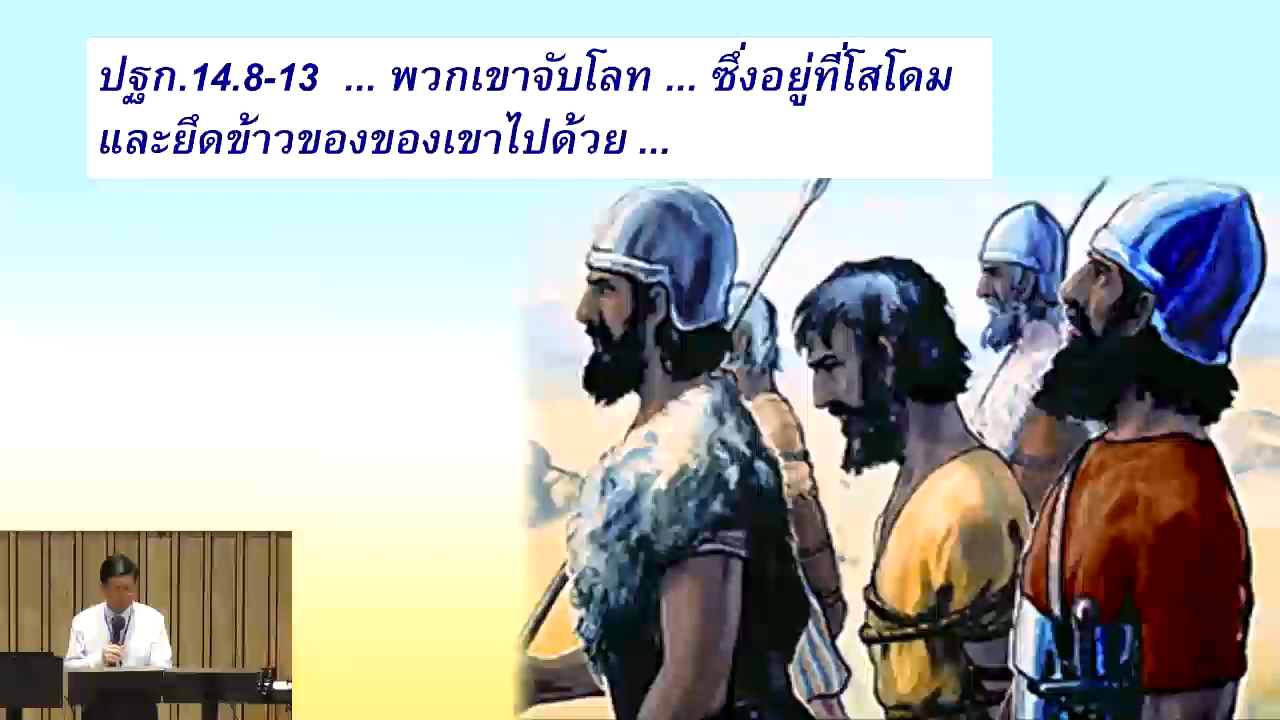 ปฐก.14.8-13 ... พวกเขาจับโลท ... ซึ่งอยู่ที่โสโดม
และยึดข้าวของของเขาไปด้วย ...